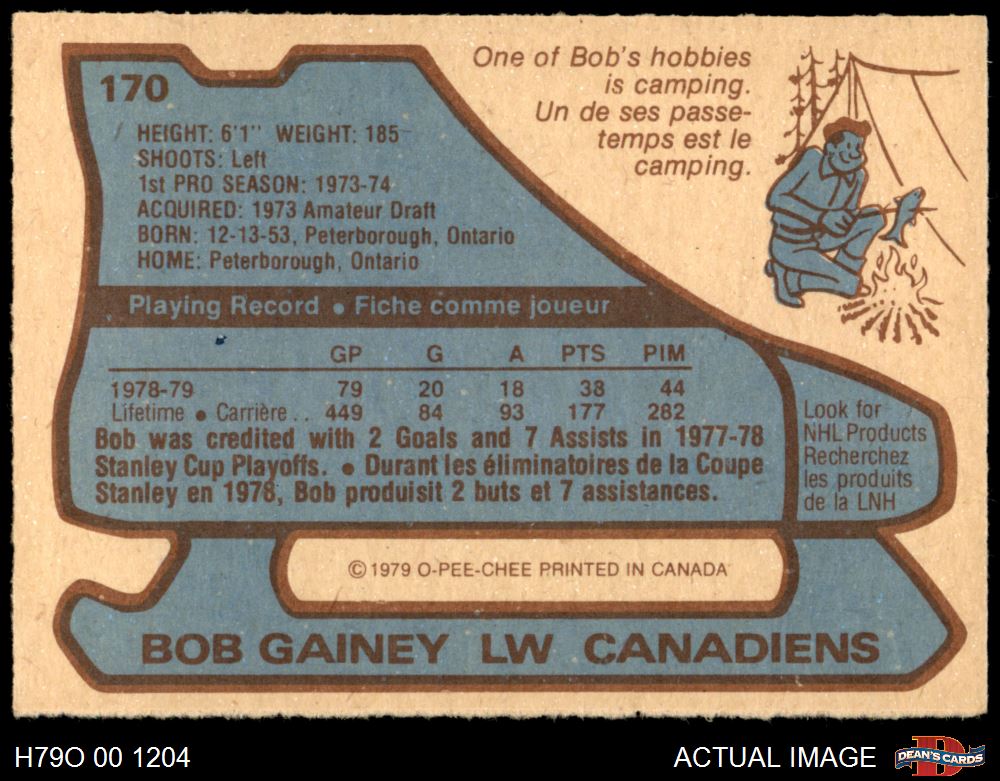 170
HEIGHT: 6'1" WEIGHT: 185
SHOOTS: Left
1st PRO SEASON: 1973-74
ACQUIRED: 1973 Amateur Draft
BORN: 12-13-53, Peterborough, Ontario
HOME: Peterborough, Ontario
One of Bob's hobbies
is camping.
Un de ses passe-
temps est le
camping.
Playing Record • Fiche comme joueur
GP G A PTS PIM
1978-79 79 20 18 38 44
Lifetime • Carrière . . 449 84 93 177 282
Bob was credited with 2 Goals and 7 Assists in 1977-78
Stanley Cup Playoffs. • Durant les éliminatoires de la Coupe
Stanley en 1978, Bob produisit 2 buts et 7 assistances.
Look for
NHL Products
Recherchez
les produits
de la LNH
© 1979 O-PEE-CHEE PRINTED IN CANADA
BOB GAINEY LW CANADIENS
H79O 00 1204
ACTUAL IMAGE
D
DEAN'S CARDS